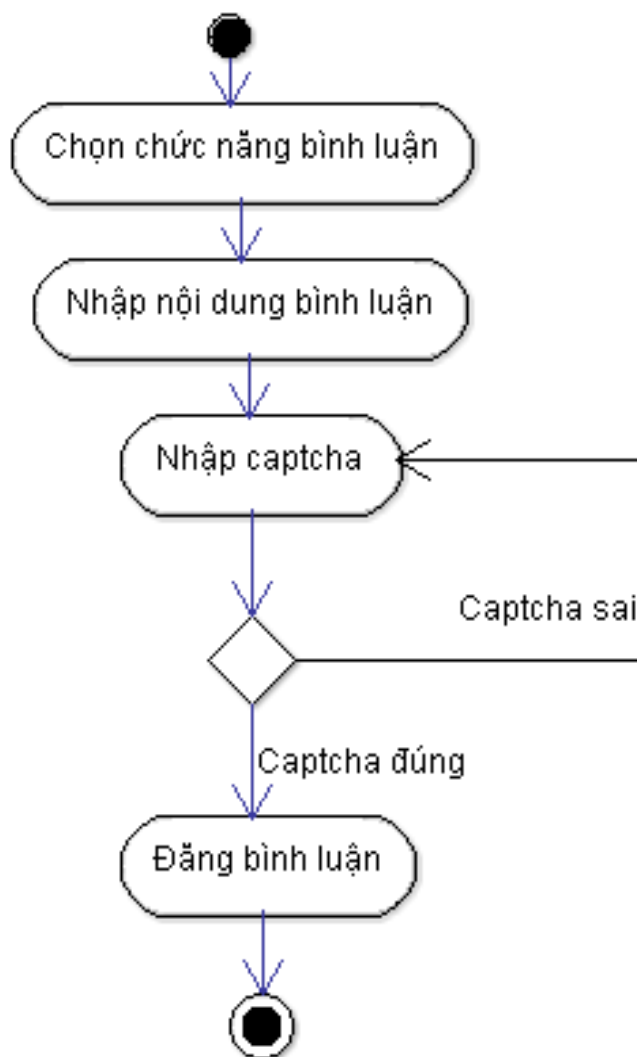 Chọn chức năng bình luận
Nhập nội dung bình luận
Nhập captcha
Captcha sai
Captcha đúng
Đăng bình luận